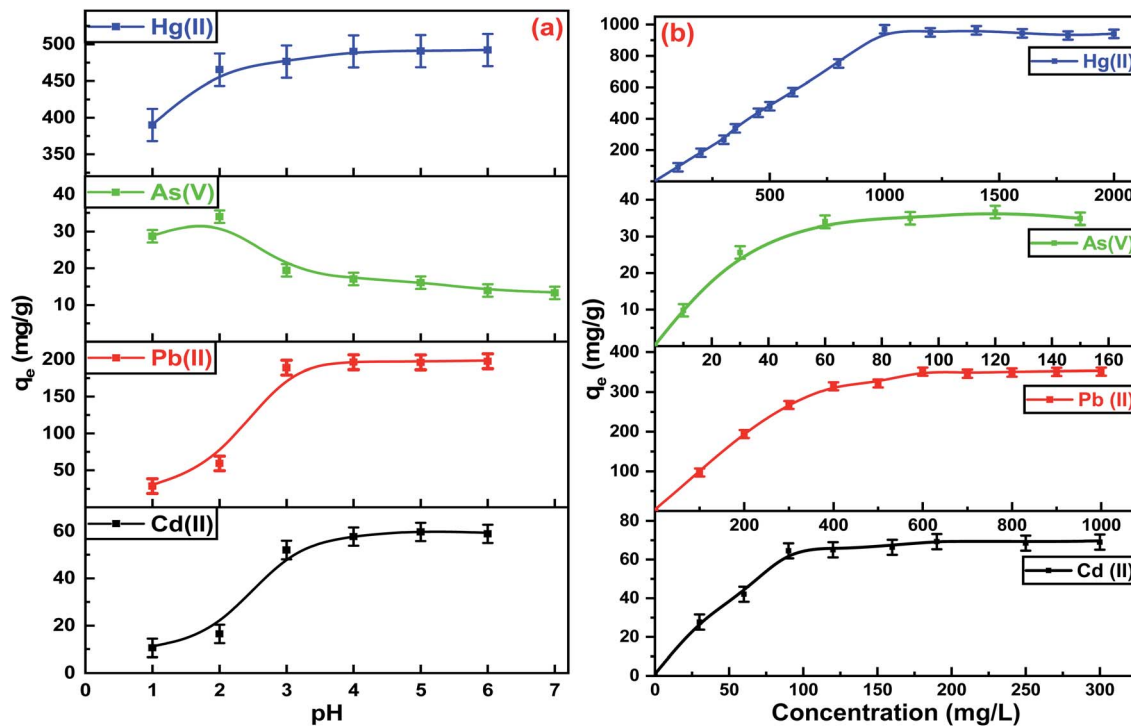 Hg(II)
(a)
500
450
400
350
As(V)
40
30
20
10
Pb(II)
200
150
100
50
Cd(II)
60
40
20
0
0 1 2 3 4 5 6 7
pH
qe (mg/g)
(b)
1000
800
600
400
200
Hg(II)
500 1000 1500 2000
40
30
20
10
As(V)
20 40 60 80 100 120 140 160
400
300
200
100
Pb (II)
200 400 600 800 1000
80
60
40
20
0
Cd (II)
0 50 100 150 200 250 300
Concentration (mg/L)
qe (mg/g)